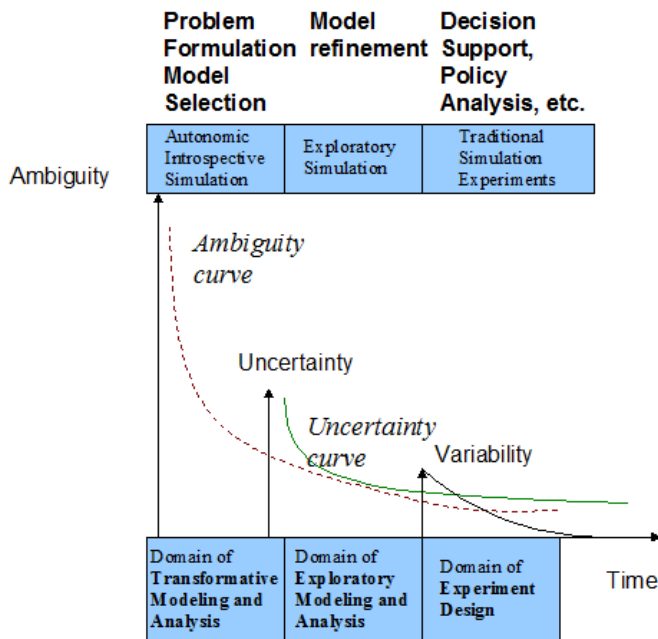 Problem
Formulation
Model
Selection
Model
refinement
Decision
Support,
Policy
Analysis, etc.
Autonomic
Introspective
Simulation
Exploratory
Simulation
Traditional
Simulation
Experiments
Ambiguity
Ambiguity
curve
Uncertainty
Uncertainty
curve
Variability
Domain of
Transformative
Modeling and
Analysis
Domain of
Exploratory
Modeling and
Analysis
Domain of
Experiment
Design
Time